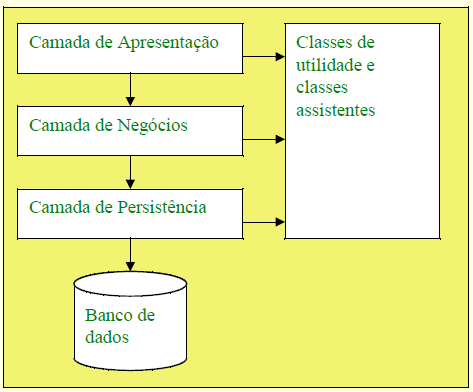 Camada de Apresentação
Camada de Negócios
Camada de Persistência
Banco de
dados
Classes de
utilidade e
classes
assistentes